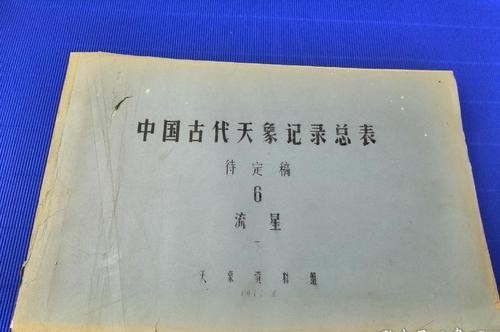 中国古代天象记录总表
待定稿
6
流星
天象资料组